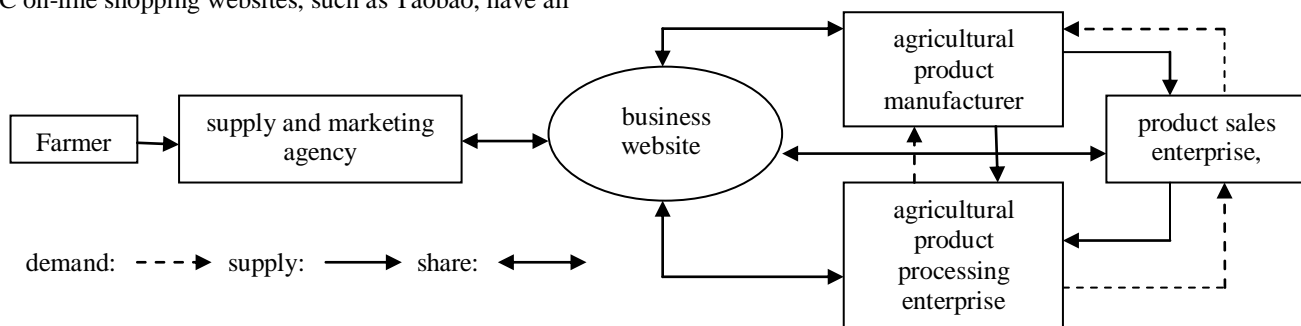 C on-line shopping websites, such as Taobao, have all
agricultural
product
manufacturer
business
website
product sales
enterprise,
supply and marketing
agency
Farmer
agricultural
product
processing
enterprise
demand:
supply:
share: